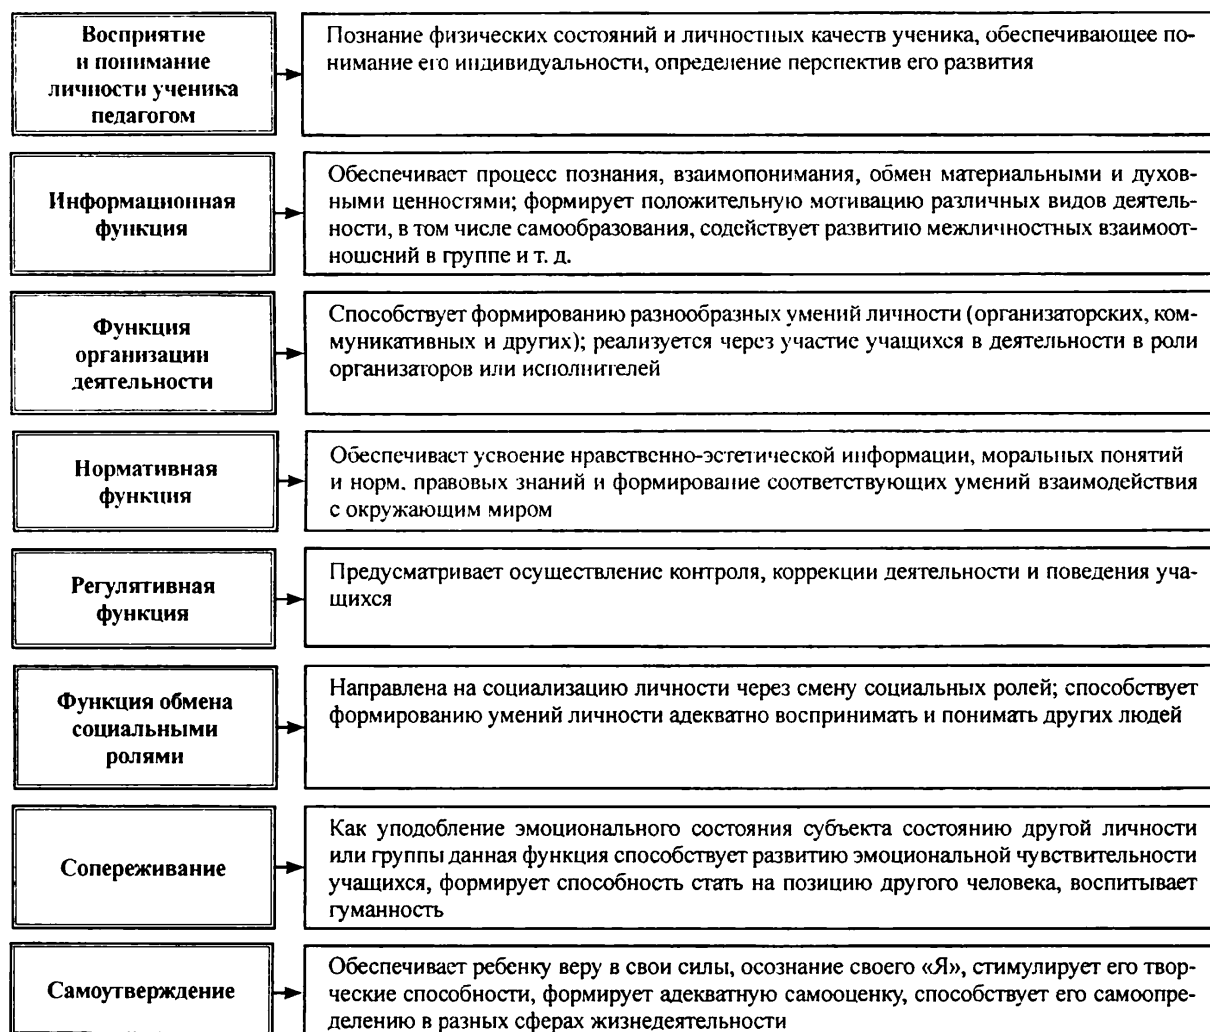 Восприятие
и понимание
личности ученика
педагогом
Познание физических состояний и личностных качеств ученика, обеспечивающее по-
нимание его индивидуальности, определение перспектив его развития
Информационная
функция
Обеспечивает процесс познания, взаимопонимания, обмен материальными и духов-
ными ценностями; формирует положительную мотивацию различных видов деятель-
ности, в том числе самообразования, содействует развитию межличностных взаимоот-
ношений в группе и т. д.
Функция
организации
деятельности
Способствует формированию разнообразных умений личности (организаторских, ком-
муникативных и других); реализуется через участие учащихся в деятельности в роли
организаторов или исполнителей
Нормативная
функция
Обеспечивает усвоение нравственно-эстетической информации, моральных понятий
и норм, правовых знаний и формирование соответствующих умений взаимодействия
с окружающим миром
Регулятивная
функция
Предусматривает осуществление контроля, коррекции деятельности и поведения уча-
щихся
Функция обмена
социальными
ролями
Направлена на социализацию личности через смену социальных ролей; способствует
формированию умений личности адекватно воспринимать и понимать других людей
Сопереживание
Как уподобление эмоционального состояния субъекта состоянию другой личности
или группы данная функция способствует развитию эмоциональной чувствительности
учащихся, формирует способность стать на позицию другого человека, воспитывает
гуманность
Самоутверждение
Обеспечивает ребенку веру в свои силы, осознание своего «Я», стимулирует его твор-
ческие способности, формирует адекватную самооценку, способствует его самоопре-
делению в разных сферах жизнедеятельности